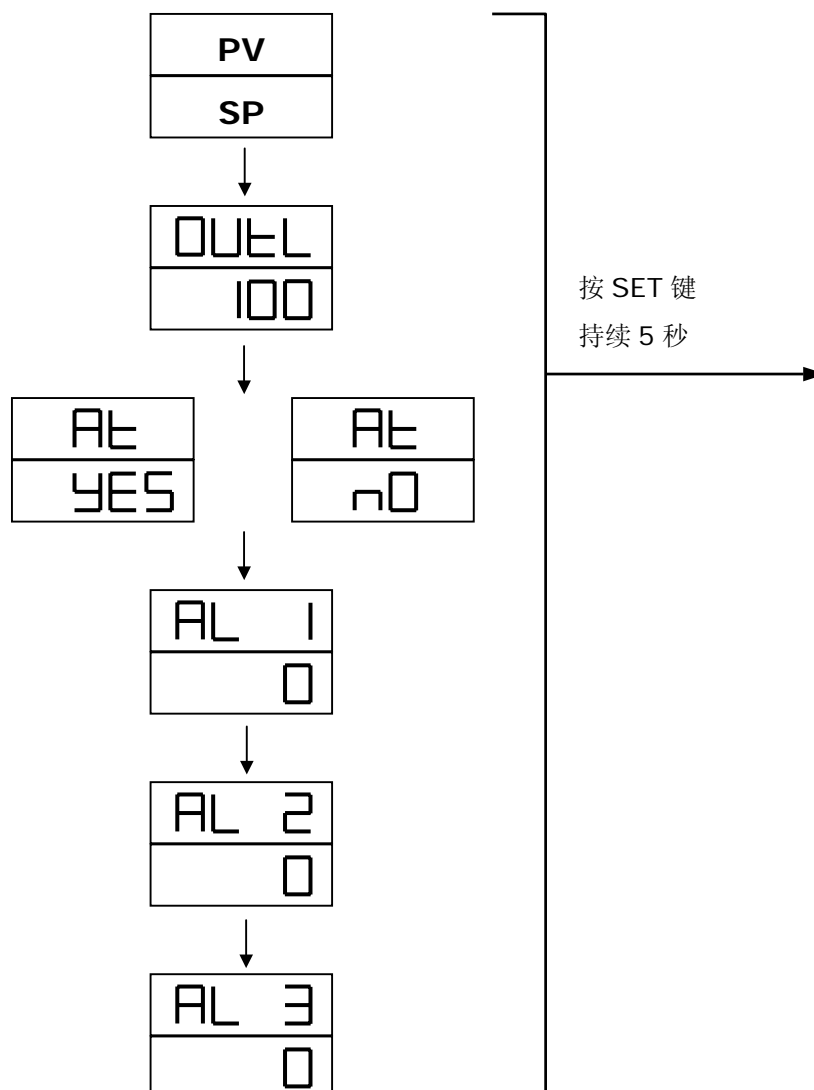 PV
SP
OUtL
100
按 SET 键
持续 5 秒
At
YES
At
nO
AL 1
0
AL 2
0
AL 3
0